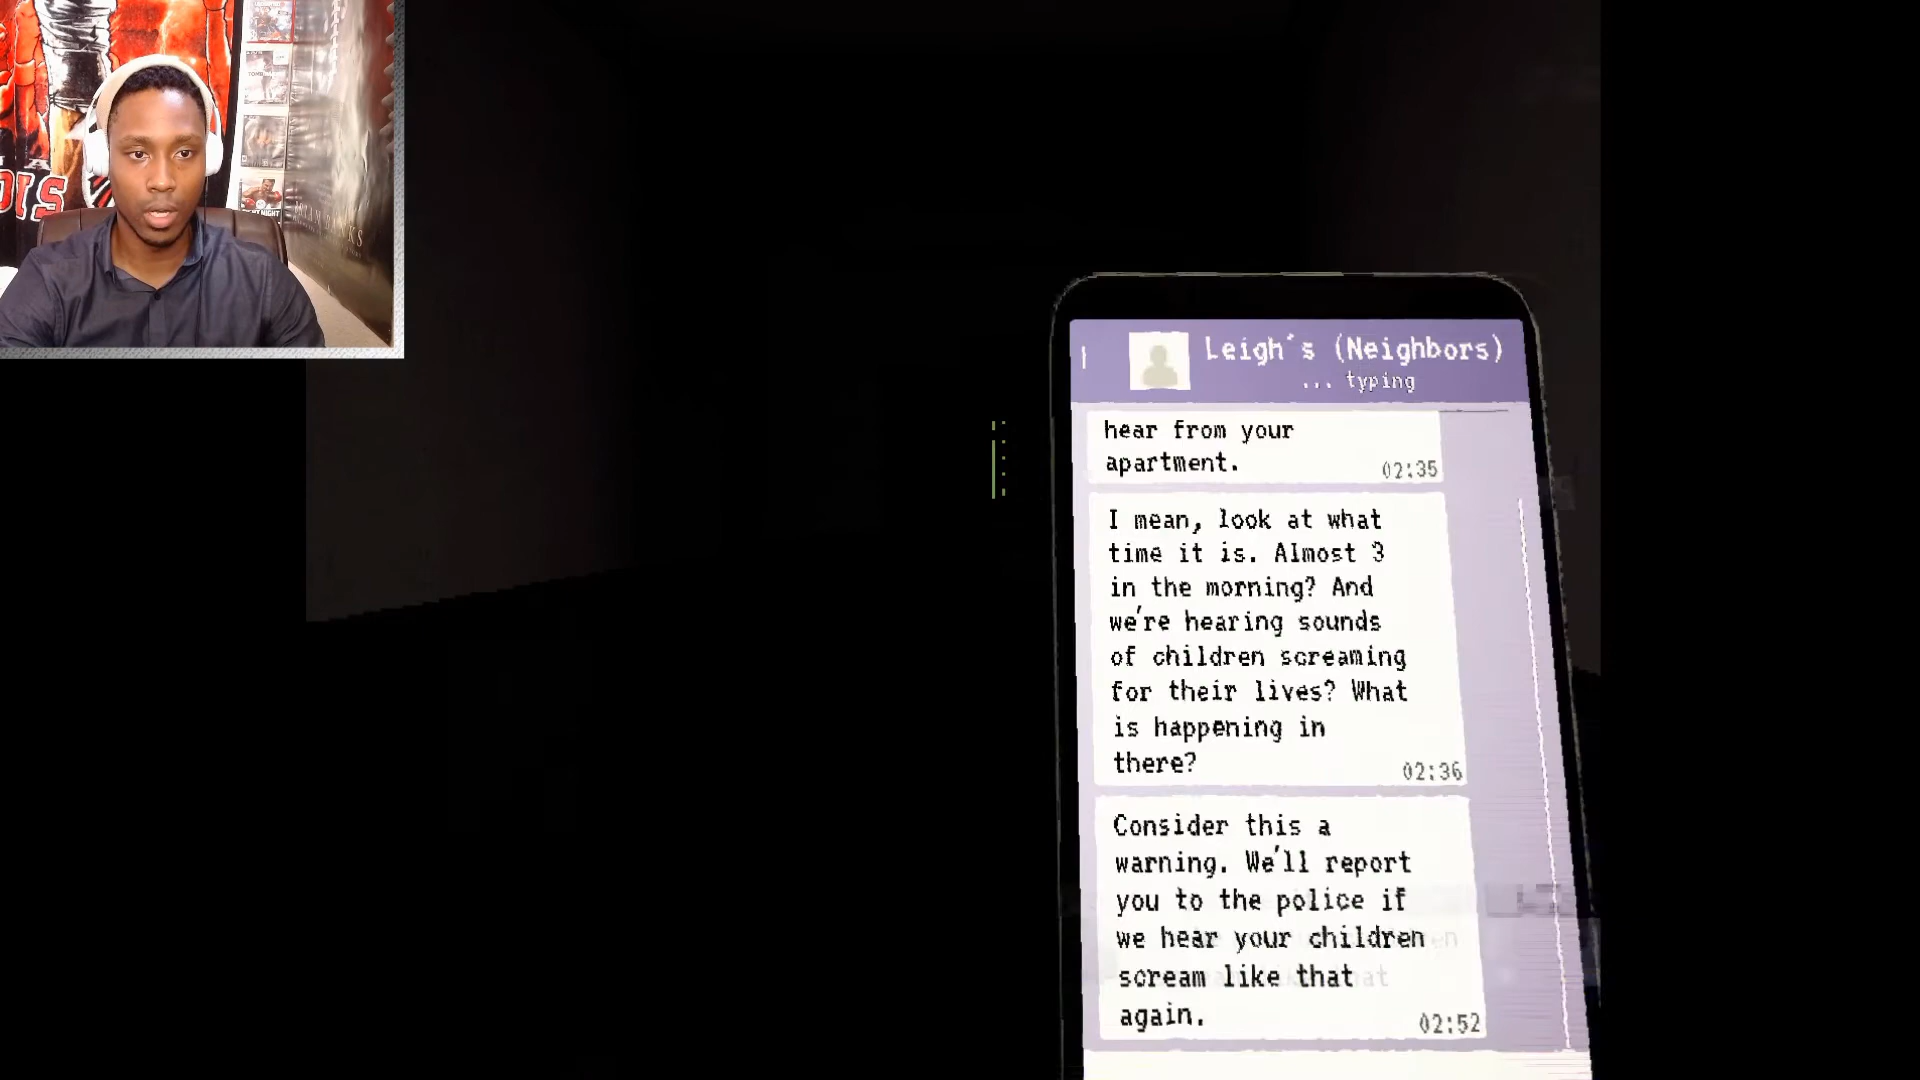 OIS
NIGHT
Leigh's (Neighbors)
... typing
hear from your
apartment.
02:35
I mean, look at what
time it is. Almost 3
in the morning? And
we're hearing sounds
of children screaming
for their lives? What
is happening in
there?
02:36
Consider this a
warning. We'll report
you to the police if
we hear your children
scream like that
again.
02:52